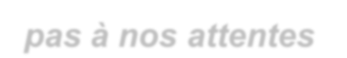 pas à nos attentes